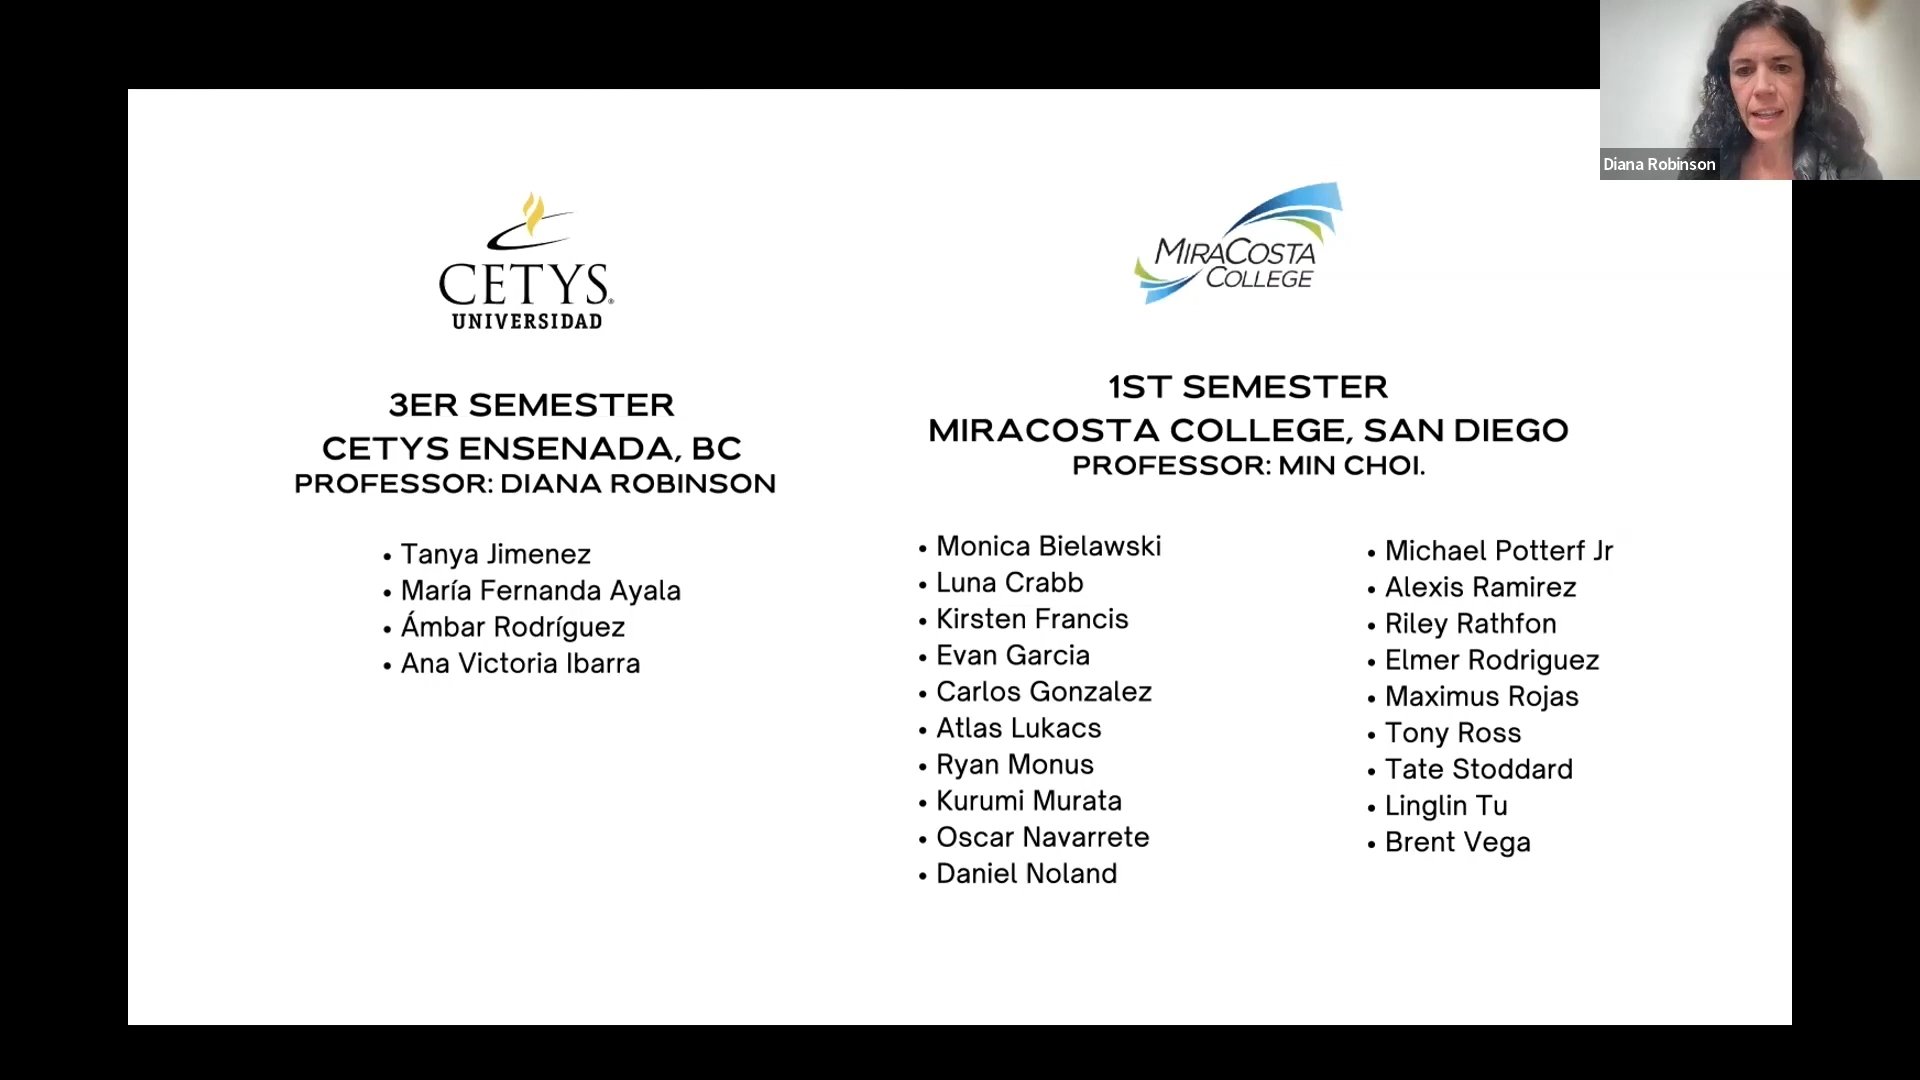 Diana Robinson
CETYS
UNIVERSIDAD
3ER SEMESTER
CETYS ENSENADA, BC
PROFESSOR: DIANA ROBINSON
• Tanya Jimenez
• María Fernanda Ayala
• Ámbar Rodríguez
• Ana Victoria Ibarra
MIRACOSTA
COLLEGE
1ST SEMESTER
MIRACOSTA COLLEGE, SAN DIEGO
PROFESSOR: MIN CHOI.
• Monica Bielawski
• Luna Crabb
• Kirsten Francis
• Evan Garcia
• Carlos Gonzalez
• Atlas Lukacs
• Ryan Monus
• Kurumi Murata
• Oscar Navarrete
• Daniel Noland
• Michael Potterf Jr
• Alexis Ramirez
• Riley Rathfon
• Elmer Rodriguez
• Maximus Rojas
• Tony Ross
• Tate Stoddard
• Linglin Tu
• Brent Vega